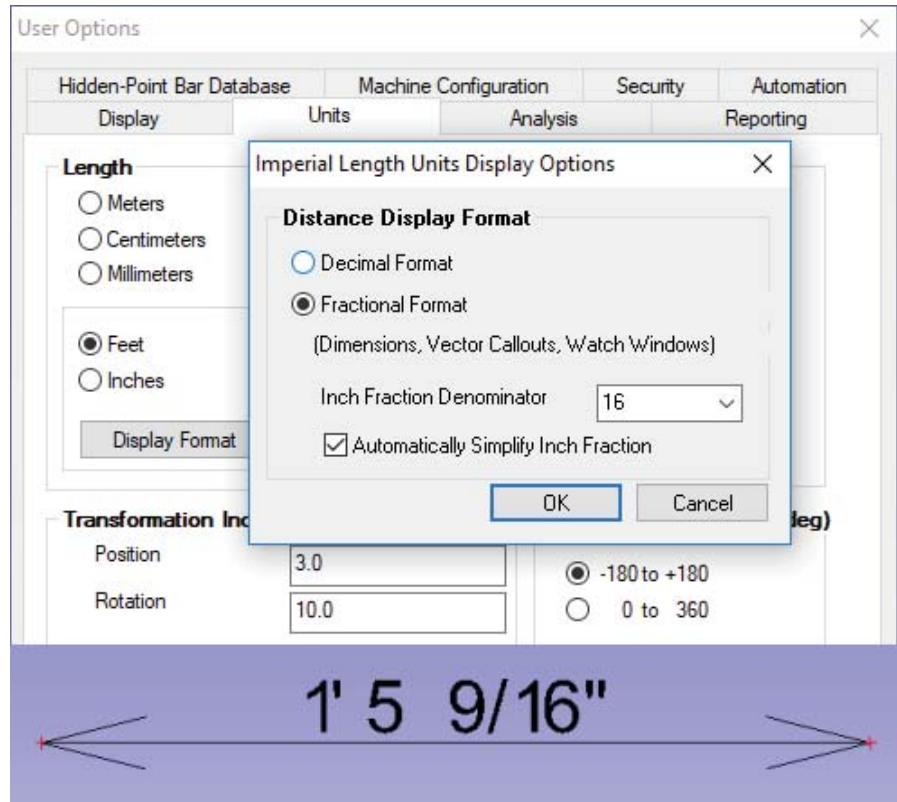 User Options
Hidden-Point Bar Database Machine Configuration Security Automation
Display Units Analysis Reporting
Length
Meters
Centimeters
Millimeters
Feet
Inches
Display Format
Imperial Length Units Display Options
Distance Display Format
Decimal Format
Fractional Format
(Dimensions, Vector Callouts, Watch Windows)
Inch Fraction Denominator 16
Automatically Simplify Inch Fraction
OK Cancel
Transformation Inc
deg)
Position 3.0
Rotation 10.0
-180 to +180
0 to 360
1' 5 9/16"